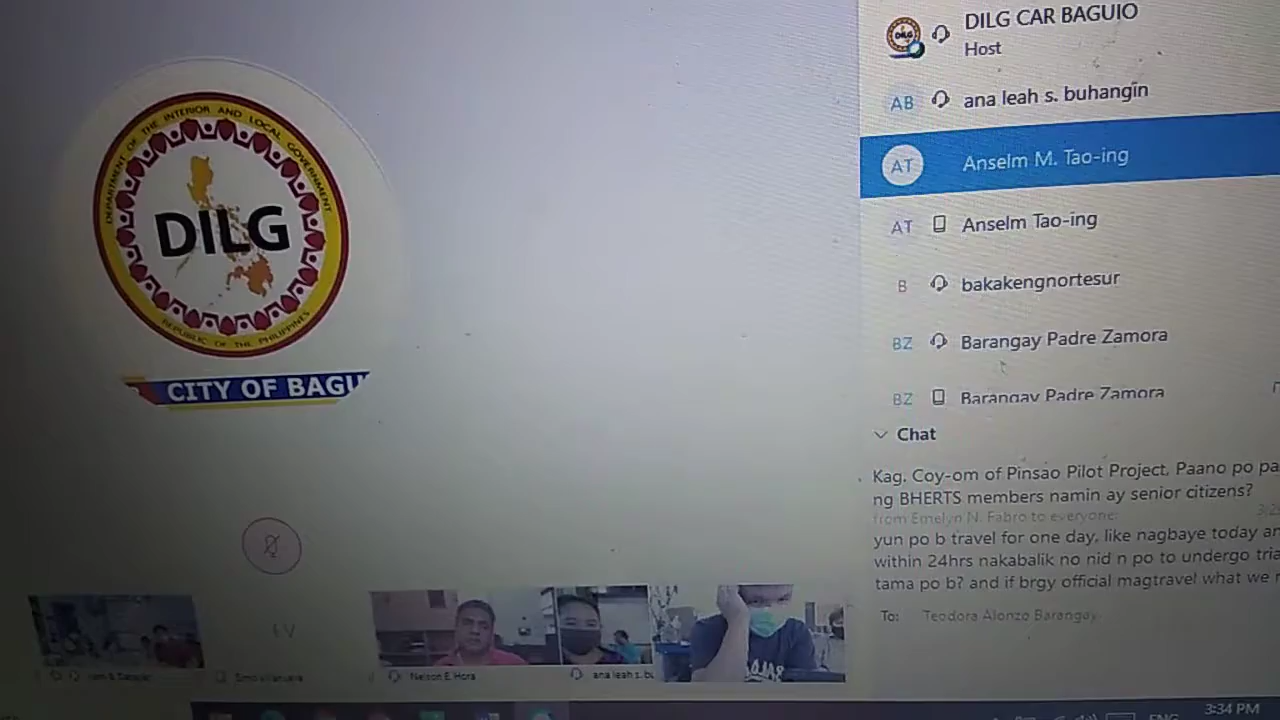 DEPARTMENT OF THE INTERIOR AND LOCAL GOVERNMENT
DILG
REPUBLIC OF THE PHILIPPINES
CITY OF BAGU
DILG CAR BAGUIO
Host
AB ana leah s. buhangin
AT Anselm M. Tao-ing
AT Anselm Tao-ing
B bakakengnortesur
BZ Barangay Padre Zamora
BZ Barangay Padre Zamora
Chat
Kag. Coy-om of Pinsao Pilot Project, Paano po pa
ng BHERTS members namin ay senior citizens?
from Emelyn N. Fabro to everyone:
yun po b travel for one day, like nagbaye today an
within 24hrs nakabalik no nid n po to undergo tria
tama po b? and if brgy official magtravel what we
To: Teodora Alonzo Barangay
Nelson E. Hora
ana leah s. bu
3:34 PM
ENG